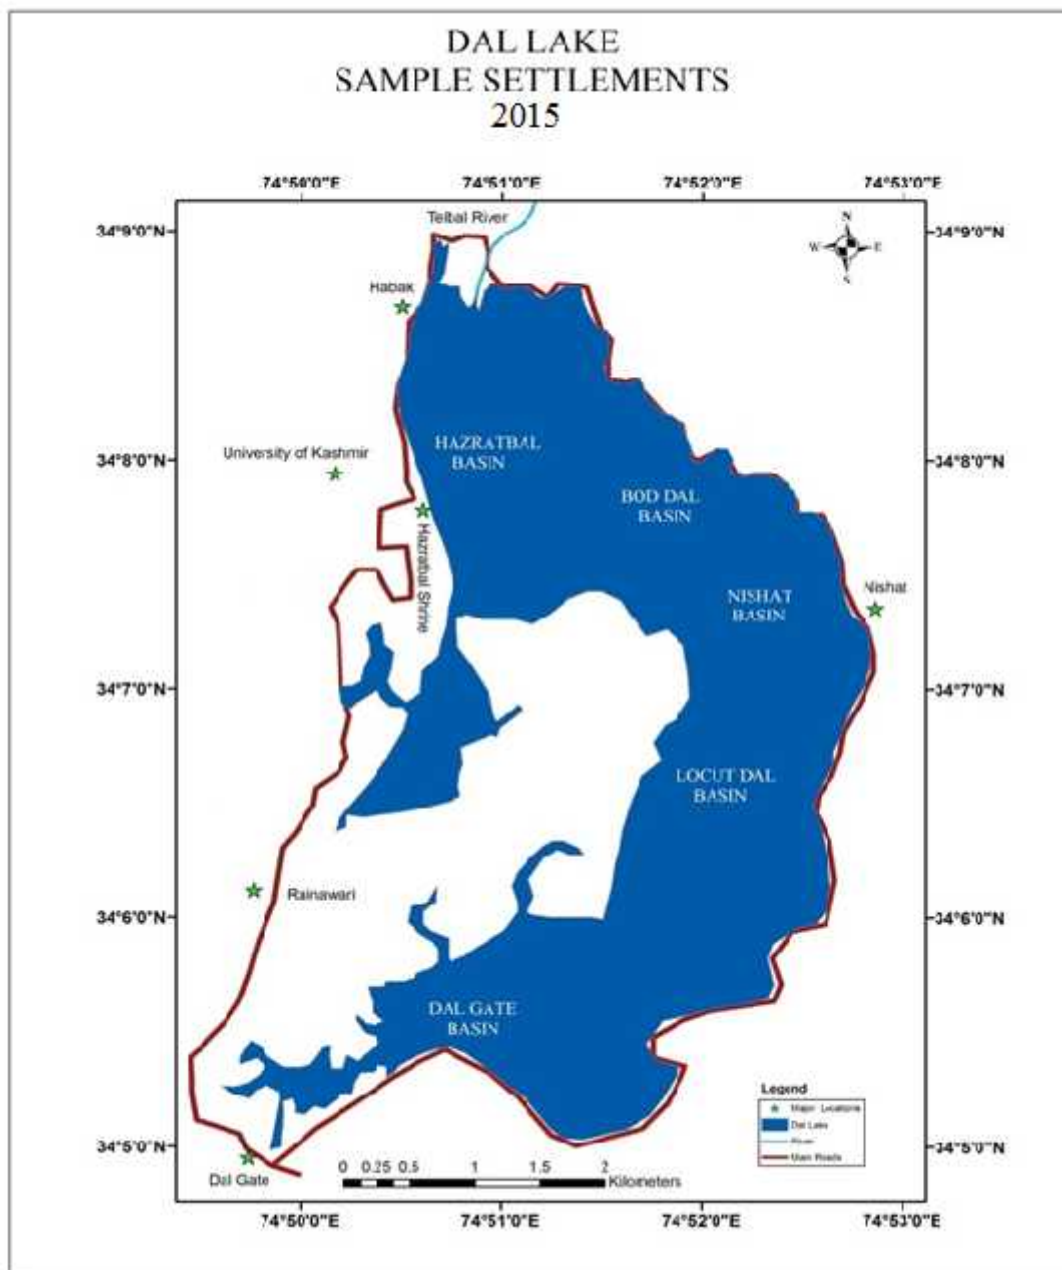 DAL LAKE
SAMPLE SETTLEMENTS
2015
74°50'0"E 74°51'0"E 74°52'0"E 74°53'0"E
Telbal River
34°9'0"N 34°9'0"N
N
W E
S
Habak
HAZRATBAL
BASIN
University of Kashmir
34°8'0"N 34°8'0"N
BOD DAL
BASIN
Hazratbal Shrine
Nishat
NISHAT
BASIN
34°7'0"N 34°7'0"N
LOCUT DAL
BASIN
Rainawari
34°6'0"N 34°6'0"N
DAL GATE
BASIN
Legend
Major Locations
Dal Lake
River
Main Roads
34°5'0"N 34°5'0"N
Dal Gate
0 0.25 0.5 1 1.5 2
Kilometers
74°50'0"E 74°51'0"E 74°52'0"E 74°53'0"E